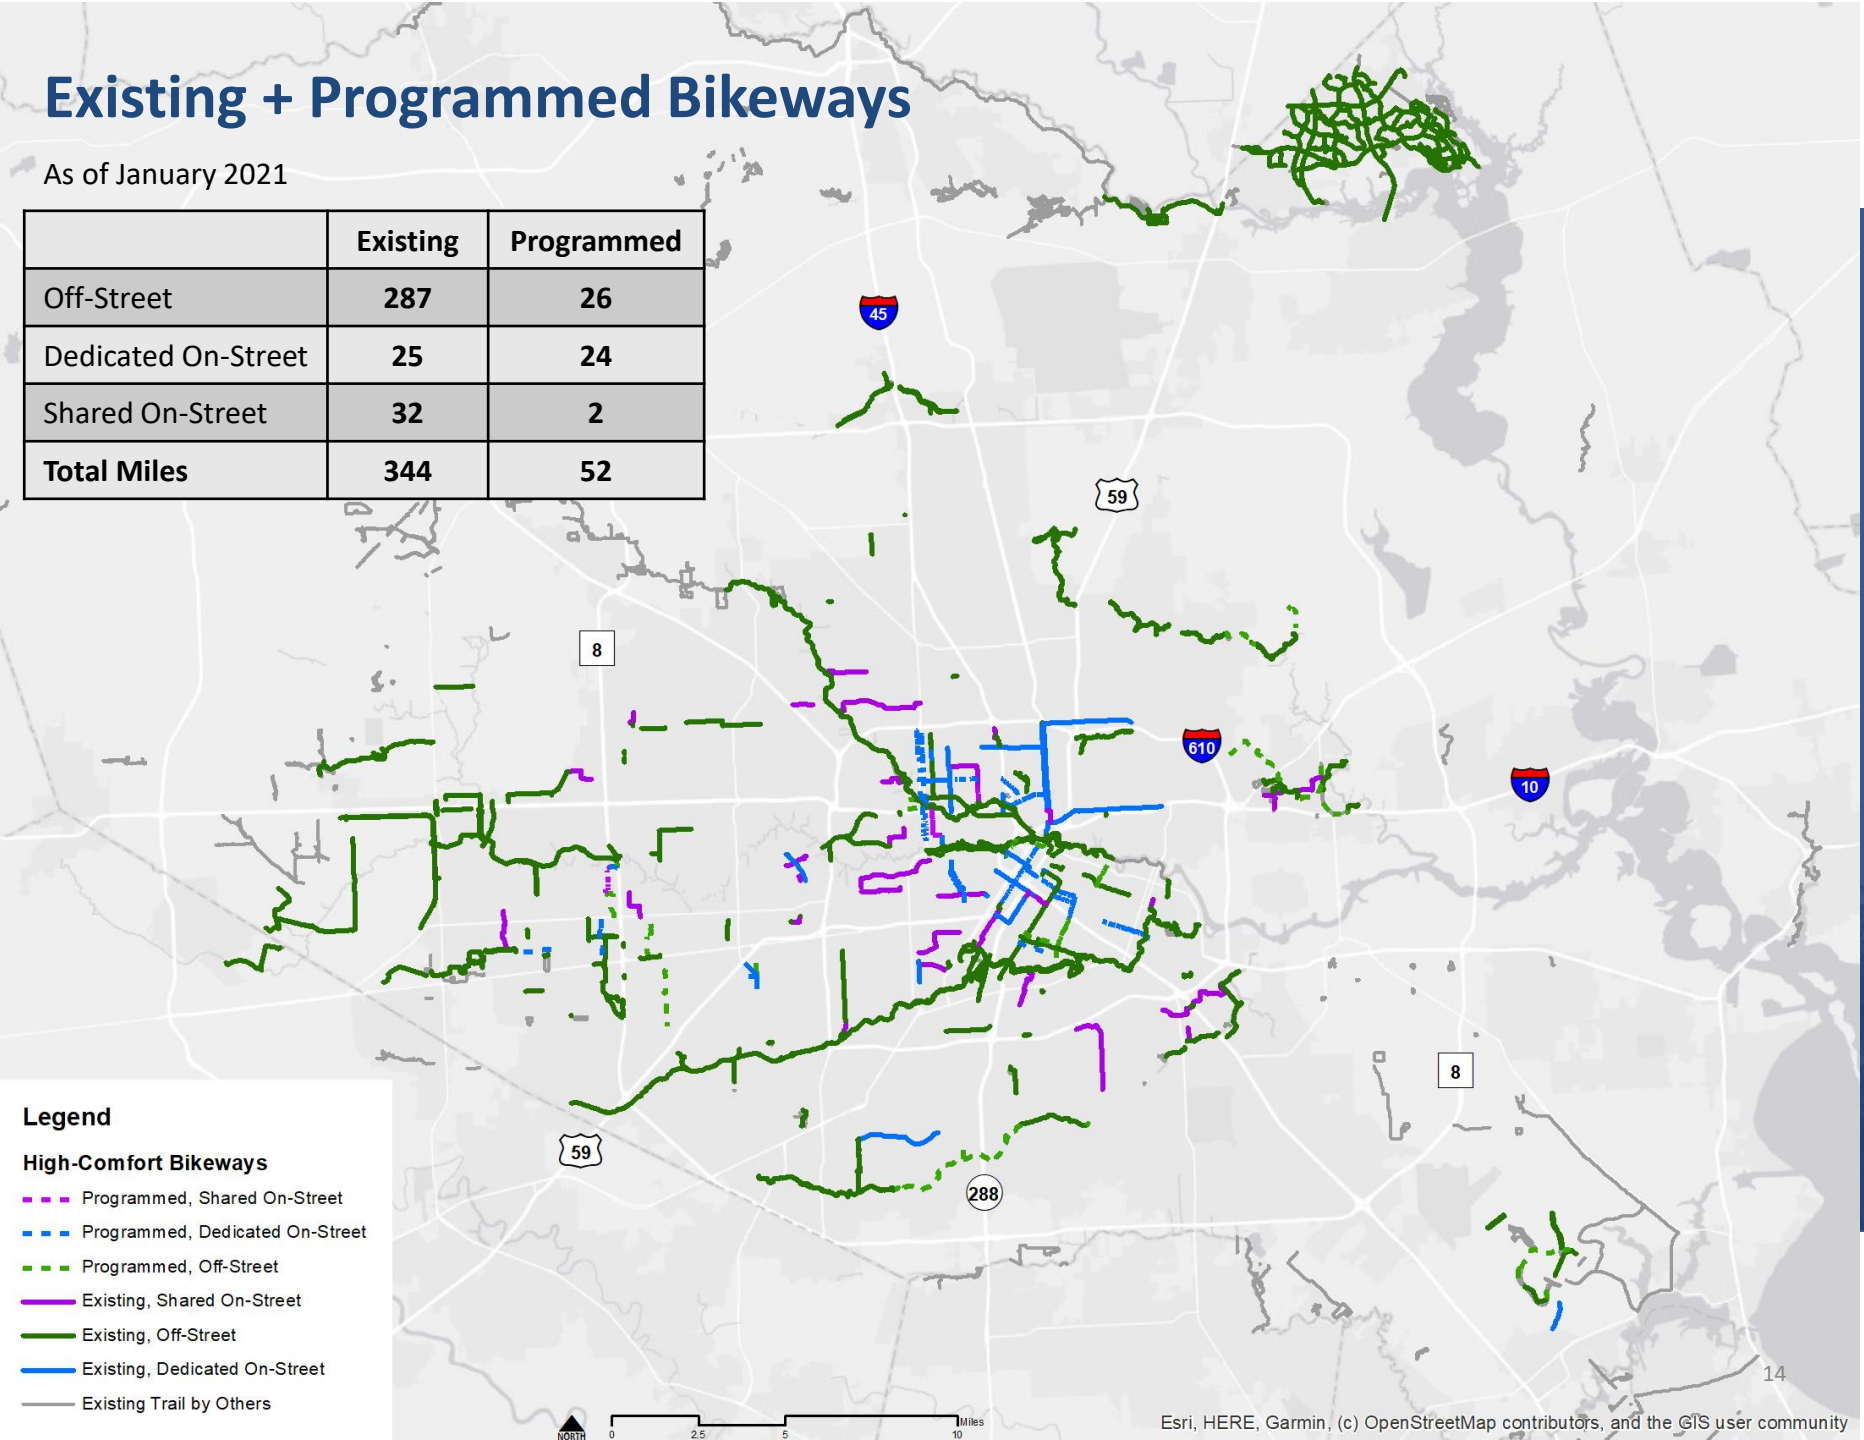 Existing + Programmed Bikeways
As of January 2021
Existing Programmed
Off-Street 287 26
Dedicated On-Street 25 24
Shared On-Street 32 2
Total Miles 344 52
45
59
8
610
10
8
59
288
Legend
High-Comfort Bikeways
Programmed, Shared On-Street
Programmed, Dedicated On-Street
Programmed, Off-Street
Existing, Shared On-Street
Existing, Off-Street
Existing, Dedicated On-Street
Existing Trail by Others
NORTH
0 2.5 5 10
Miles
14
Esri, HERE, Garmin, (c) OpenStreetMap contributors, and the GIS user community